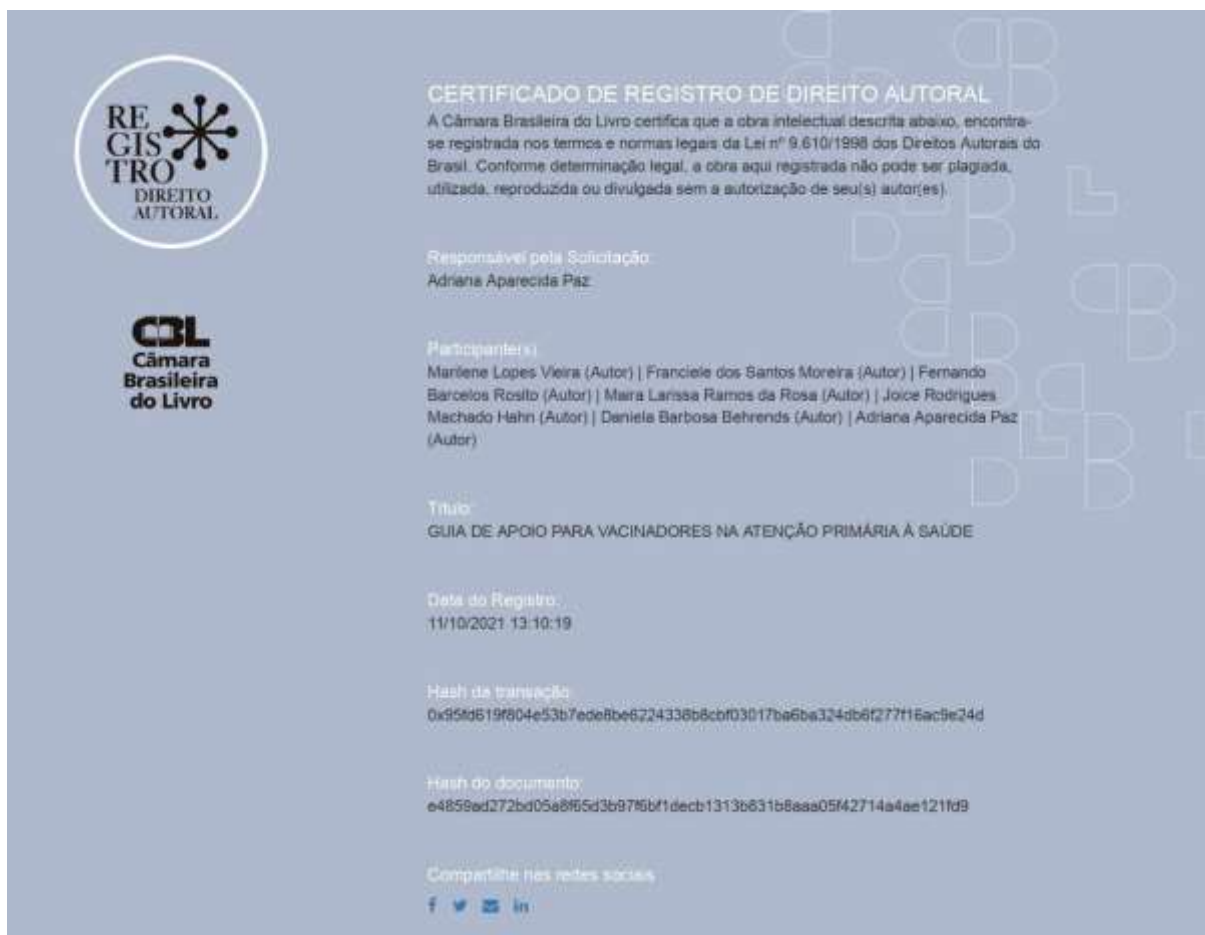 RE
GIS
TRO
DIREITO
AUTORAL
CBL
Câmara
Brasileira
do Livro
CERTIFICADO DE REGISTRO DE DIREITO AUTORAL
A Câmara Brasileira do Livro certifica que a obra intelectual descrita abaixo, encontra-
se registrada nos termos e normas legais da Lei nº 9.610/1998 dos Direitos Autorais do
Brasil. Conforme determinação legal, a obra aqui registrada não pode ser plagiada,
utilizada, reproduzida ou divulgada sem a autorização de seu(s) autor(es).
Responsável pela Solicitação:
Adriana Aparecida Paz
Participante(s):
Marilene Lopes Vieira (Autor) | Franciele dos Santos Moreira (Autor) | Fernando
Barcelos Rosito (Autor) | Maira Larissa Ramos da Rosa (Autor) | Joice Rodrigues
Machado Hahn (Autor) | Daniela Barbosa Behrends (Autor) | Adriana Aparecida Paz
(Autor)
Título:
GUIA DE APOIO PARA VACINADORES NA ATENÇÃO PRIMÁRIA À SAÚDE
Data do Registro:
11/10/2021 13:10:19
Hash da transação:
Hash do documento:
Compartilhe nas redes sociais